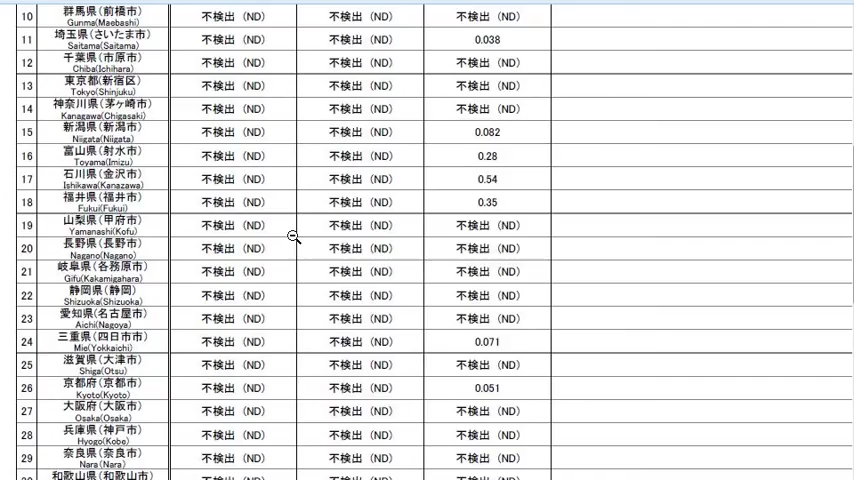 10 群馬県(前橋市) 不検出 (ND) 不検出 (ND) 不検出 (ND)
Gunma(Maebashi)
11 埼玉県(さいたま市) 不検出 (ND) 不検出 (ND) 0.038
Saitama(Saitama)
12 千葉県(市原市) 不検出 (ND) 不検出 (ND) 不検出 (ND)
Chiba(Ichihara)
13 東京都(新宿区) 不検出 (ND) 不検出 (ND) 不検出 (ND)
Tokyo(Shinjuku)
14 神奈川県(茅ヶ崎市) 不検出 (ND) 不検出 (ND) 不検出 (ND)
Kanagawa(Chigasaki)
15 新潟県(新潟市) 不検出 (ND) 不検出 (ND) 0.082
Niigata(Niigata)
16 富山県(射水市) 不検出 (ND) 不検出 (ND) 0.28
Toyama(Imizu)
17 石川県(金沢市) 不検出 (ND) 不検出 (ND) 0.54
Ishikawa(Kanazawa)
18 福井県(福井市) 不検出 (ND) 不検出 (ND) 0.35
Fukui(Fukui)
19 山梨県(甲府市) 不検出 (ND) 不検出 (ND) 不検出 (ND)
Yamanashi(Kofu)
20 長野県(長野市) 不検出 (ND) 不検出 (ND) 不検出 (ND)
Nagano(Nagano)
21 岐阜県(各務原市) 不検出 (ND) 不検出 (ND) 不検出 (ND)
Gifu(Kakamigahara)
22 静岡県(静岡) 不検出 (ND) 不検出 (ND) 不検出 (ND)
Shizuoka(Shizuoka)
23 愛知県(名古屋市) 不検出 (ND) 不検出 (ND) 不検出 (ND)
Aichi(Nagoya)
24 三重県(四日市市) 不検出 (ND) 不検出 (ND) 0.071
Mie(Yokkaichi)
25 滋賀県(大津市) 不検出 (ND) 不検出 (ND) 不検出 (ND)
Shiga(Otsu)
26 京都府(京都市) 不検出 (ND) 不検出 (ND) 0.051
Kyoto(Kyoto)
27 大阪府(大阪市) 不検出 (ND) 不検出 (ND) 不検出 (ND)
Osaka(Osaka)
28 兵庫県(神戸市) 不検出 (ND) 不検出 (ND) 不検出 (ND)
Hyogo(Kobe)
29 奈良県(奈良市) 不検出 (ND) 不検出 (ND) 不検出 (ND)
Nara(Nara)
和歌山県(和歌山市) 不検出 (ND) 不検出 (ND) 不検出 (ND)